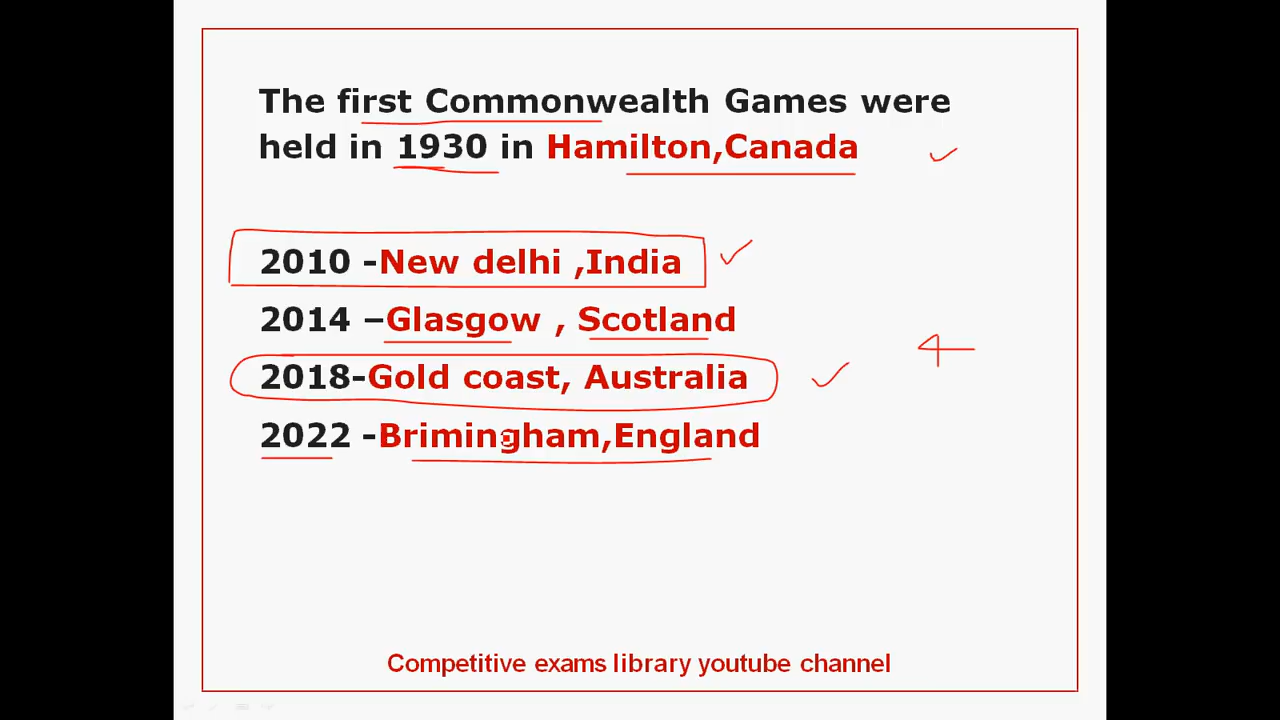 The first Commonwealth Games were
held in 1930 in Hamilton,Canada
2010 -New delhi ,India
2014 –Glasgow , Scotland
4
2018-Gold coast, Australia
2022 -Brimingham,England
Competitive exams library youtube channel